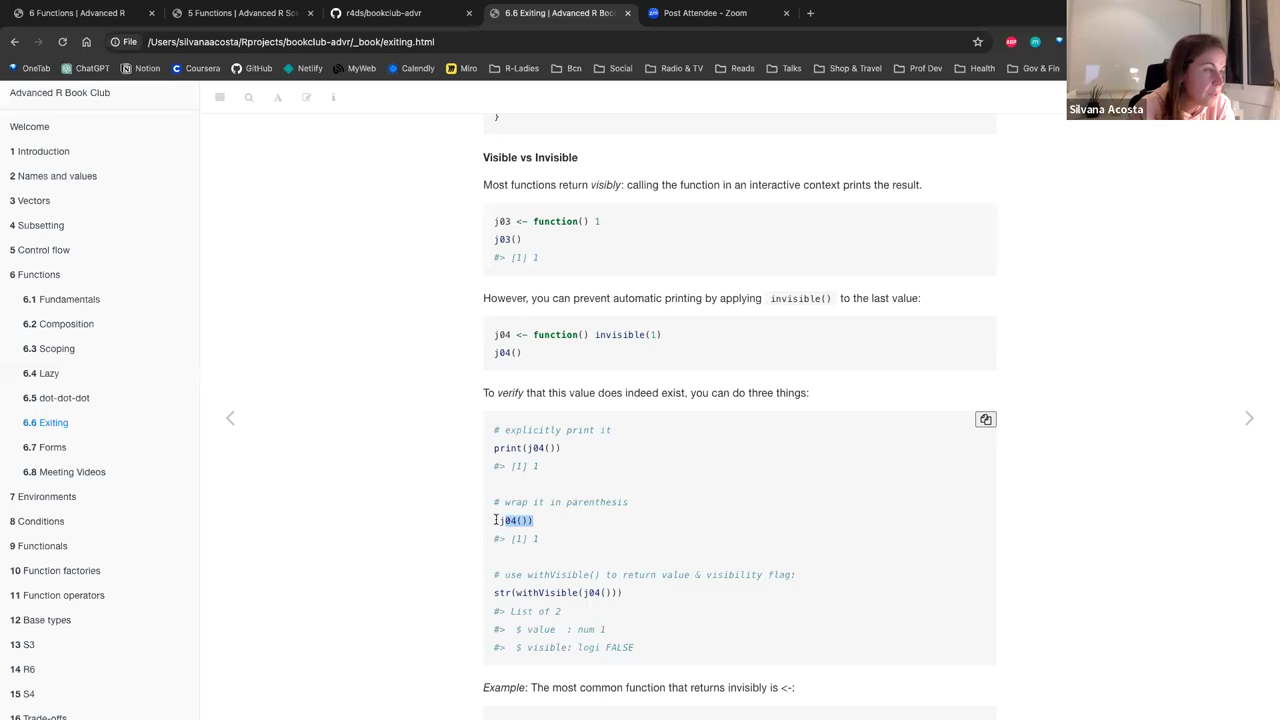 6 Functions | Advanced R
5 Functions | Advanced R So
r4ds/bookclub-advr
6.6 Exiting | Advanced R Boo
Post Attendee - Zoom
File
/Users/silvanaacosta/Rprojects/bookclub-advr/_book/exiting.html
OneTab
ChatGPT
Notion
Coursera
GitHub
Netlify
MyWeb
Calendly
Miro
R-Ladies
Bcn
Social
Radio & TV
Reads
Talks
Shop & Travel
Prof Dev
Health
Gov & Fin
Silvana Acosta
Advanced R Book Club
Welcome
1 Introduction
2 Names and values
3 Vectors
4 Subsetting
5 Control flow
6 Functions
6.1 Fundamentals
6.2 Composition
6.3 Scoping
6.4 Lazy
6.5 dot-dot-dot
6.6 Exiting
6.7 Forms
6.8 Meeting Videos
7 Environments
8 Conditions
9 Functionals
10 Function factories
11 Function operators
12 Base types
13 S3
14 R6
15 S4
16 Trade-offs
}
Visible vs Invisible
Most functions return visibly: calling the function in an interactive context prints the result.
j03 <- function() 1
j03()
#> [1] 1
However, you can prevent automatic printing by applying invisible() to the last value:
j04 <- function() invisible(1)
j04()
To verify that this value does indeed exist, you can do three things:
# explicitly print it
print(j04())
#> [1] 1
# wrap it in parenthesis
(j04())
#> [1] 1
# use withVisible() to return value & visibility flag:
str(withVisible(j04()))
#> List of 2
#>  $ value  : num 1
#>  $ visible: logi FALSE
Example: The most common function that returns invisibly is <-: